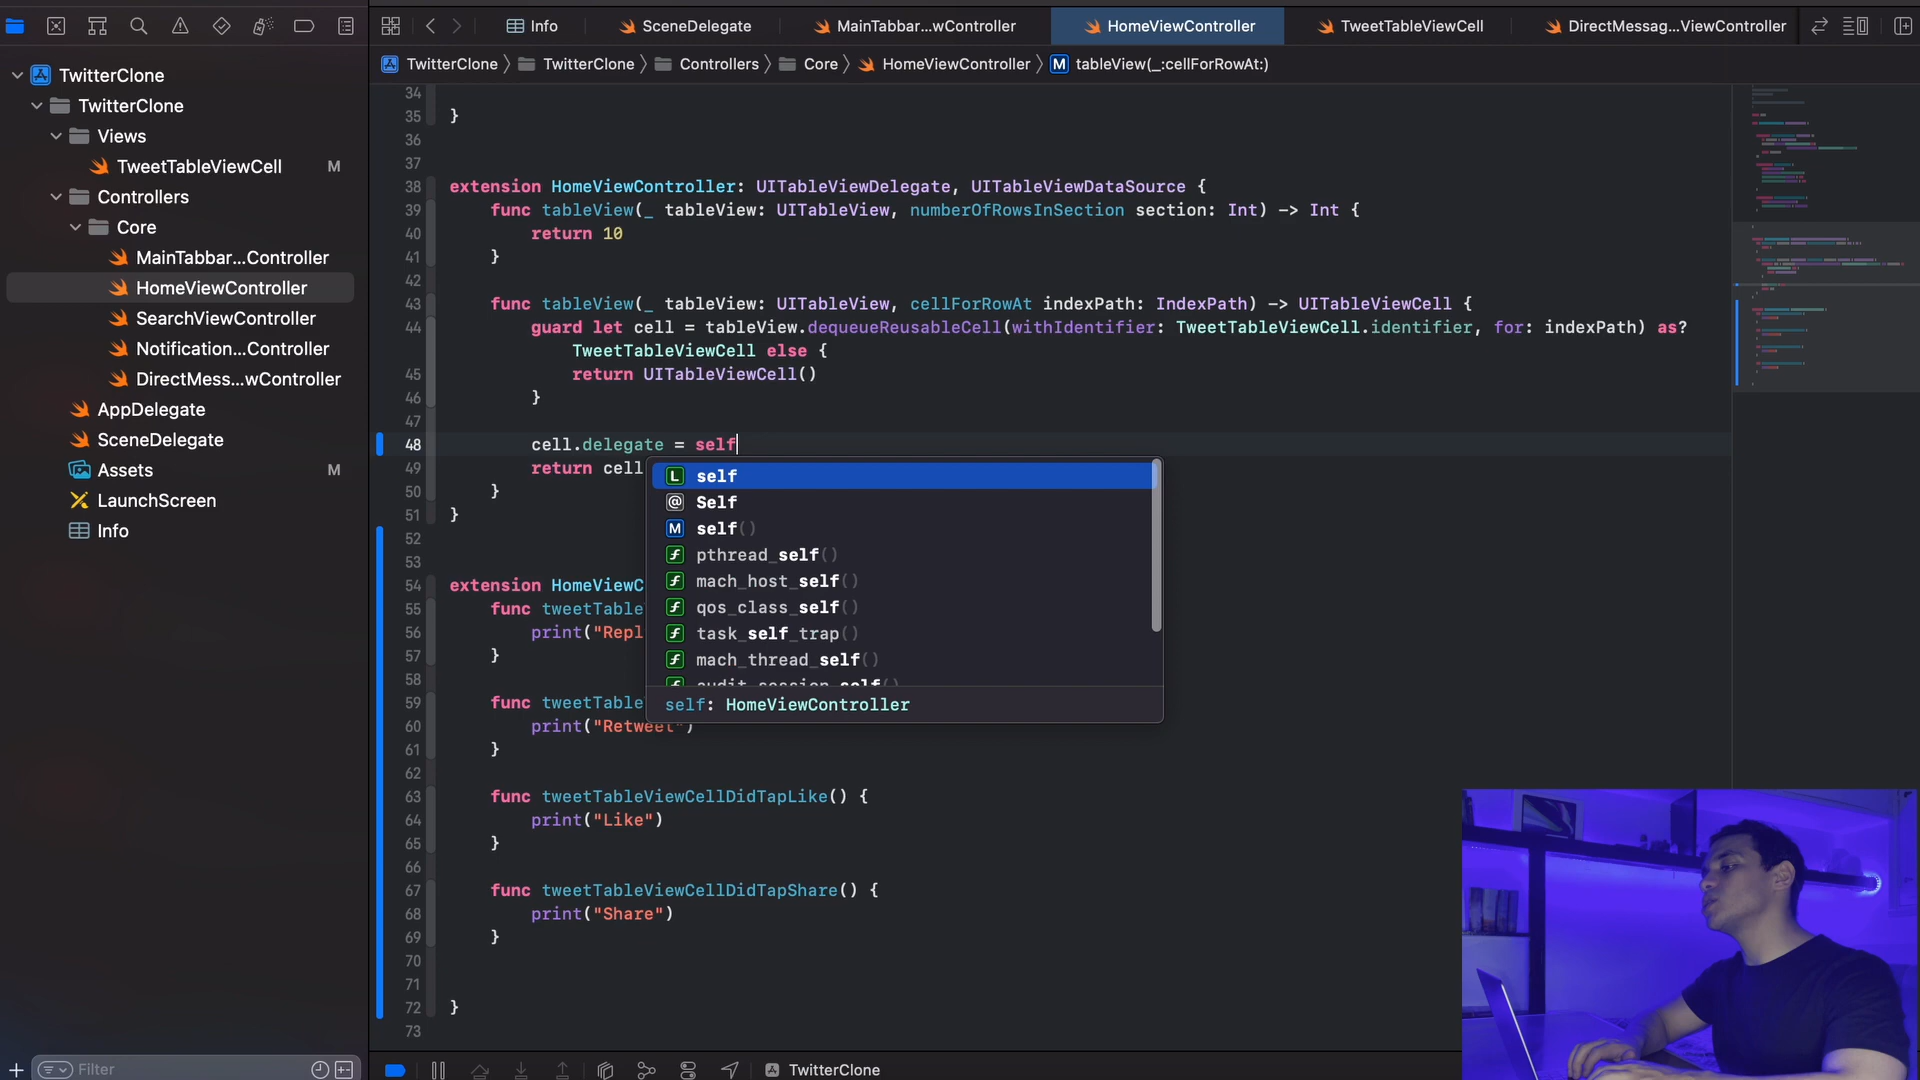 Info
SceneDelegate
MainTabbar...wController
HomeViewController
TweetTableViewCell
DirectMessag...ViewController
TwitterClone
TwitterClone
Controllers
Core
HomeViewController
M
tableView(_:cellForRowAt:)
TwitterClone
TwitterClone
Views
TweetTableViewCell M
Controllers
Core
MainTabbar...Controller
HomeViewController
SearchViewController
Notification...Controller
DirectMess...wController
AppDelegate
SceneDelegate
Assets M
LaunchScreen
Info
Filter
34
35 }
36
37
38 extension HomeViewController: UITableViewDelegate, UITableViewDataSource {
39 func tableView(_ tableView: UITableView, numberOfRowsInSection section: Int) -> Int {
40 return 10
41 }
42
43 func tableView(_ tableView: UITableView, cellForRowAt indexPath: IndexPath) -> UITableViewCell {
44 guard let cell = tableView.dequeueReusableCell(withIdentifier: TweetTableViewCell.identifier, for: indexPath) as?
TweetTableViewCell else {
45 return UITableViewCell()
46 }
47
48 cell.delegate = self
49 return cell
50 }
51 }
52
53
54 extension HomeViewC
55 func tweetTable
56 print("Repl
57 }
58
59 func tweetTable
60 print("Retweet")
61 }
62
63 func tweetTableViewCellDidTapLike() {
64 print("Like")
65 }
66
67 func tweetTableViewCellDidTapShare() {
68 print("Share")
69 }
70
71
72 }
73
L self
@ Self
M self()
f pthread_self()
f mach_host_self()
f qos_class_self()
f task_self_trap()
f mach_thread_self()
f audit_session_self()
self: HomeViewController
TwitterClone